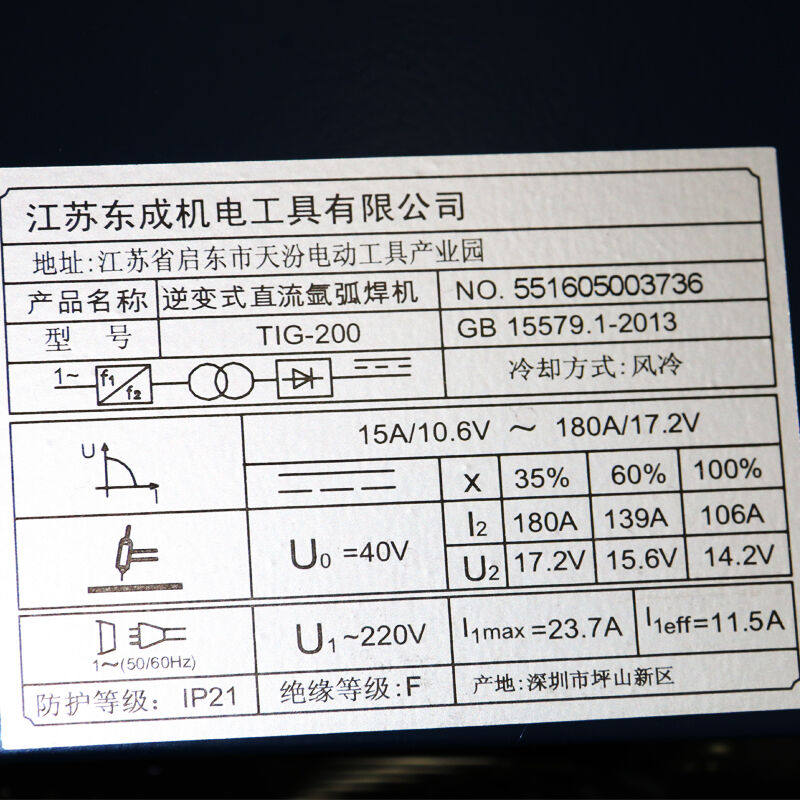 江苏东成机电工具有限公司
地址:江苏省启东市天汾电动工具产业园
产品名称 逆变式直流氩弧焊机 NO. 551605003736
型 号 TIG-200 GB 15579.1-2013
1~ f1 f2 冷却方式:风冷
15A/10.6V ~ 180A/17.2V
U I X 35% 60% 100%
U0 =40V I2 180A 139A 106A
U2 17.2V 15.6V 14.2V
1~(50/60Hz) U1 ~220V I1max =23.7A I1eff =11.5A
防护等级: IP21 绝缘等级:F 产地:深圳市坪山新区